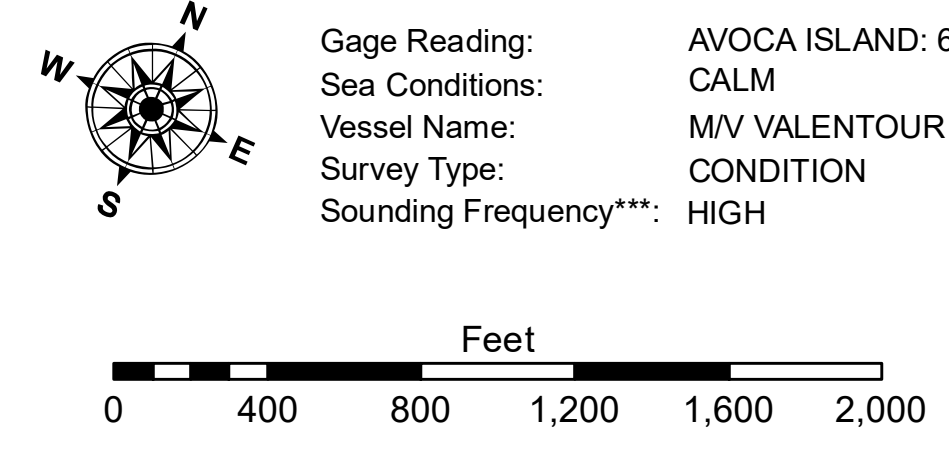 N
W
E
S
Gage Reading: AVOCA ISLAND: 6
Sea Conditions: CALM
Vessel Name: M/V VALENTOUR
Survey Type: CONDITION
Sounding Frequency***: HIGH
Feet
0 400 800 1,200 1,600 2,000